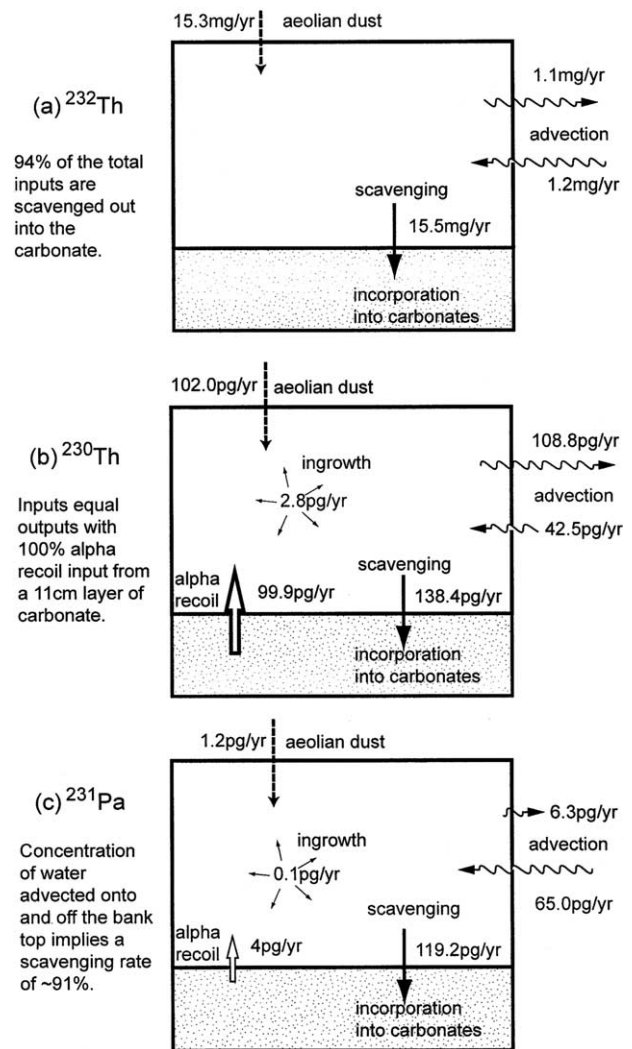 15.3mg/yr aeolian dust
(a) ²³²Th
94% of the total
inputs are
scavenged out
into the
carbonate.
1.1mg/yr
advection
1.2mg/yr
scavenging
15.5mg/yr
incorporation
into carbonates
102.0pg/yr aeolian dust
(b) ²³⁰Th
Inputs equal
outputs with
100% alpha
recoil input from
a 11cm layer of
carbonate.
ingrowth
2.8pg/yr
108.8pg/yr
advection
42.5pg/yr
alpha
recoil
99.9pg/yr
scavenging
138.4pg/yr
incorporation
into carbonates
1.2pg/yr aeolian dust
(c) ²³¹Pa
Concentration
of water
advected onto
and off the bank
top implies a
scavenging rate
of ~91%.
ingrowth
0.1pg/yr
6.3pg/yr
advection
65.0pg/yr
alpha
recoil
4pg/yr
scavenging
119.2pg/yr
incorporation
into carbonates